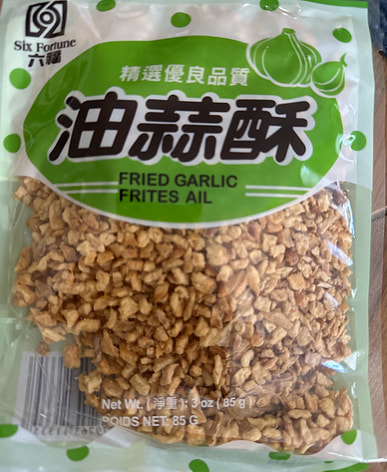 Six Fortune
六福
精選優良品質
油蒜酥
FRIED GARLIC
FRITES AIL
Net Wt. (淨重): 3 oz (85 g)
POIDS NET: 85 G